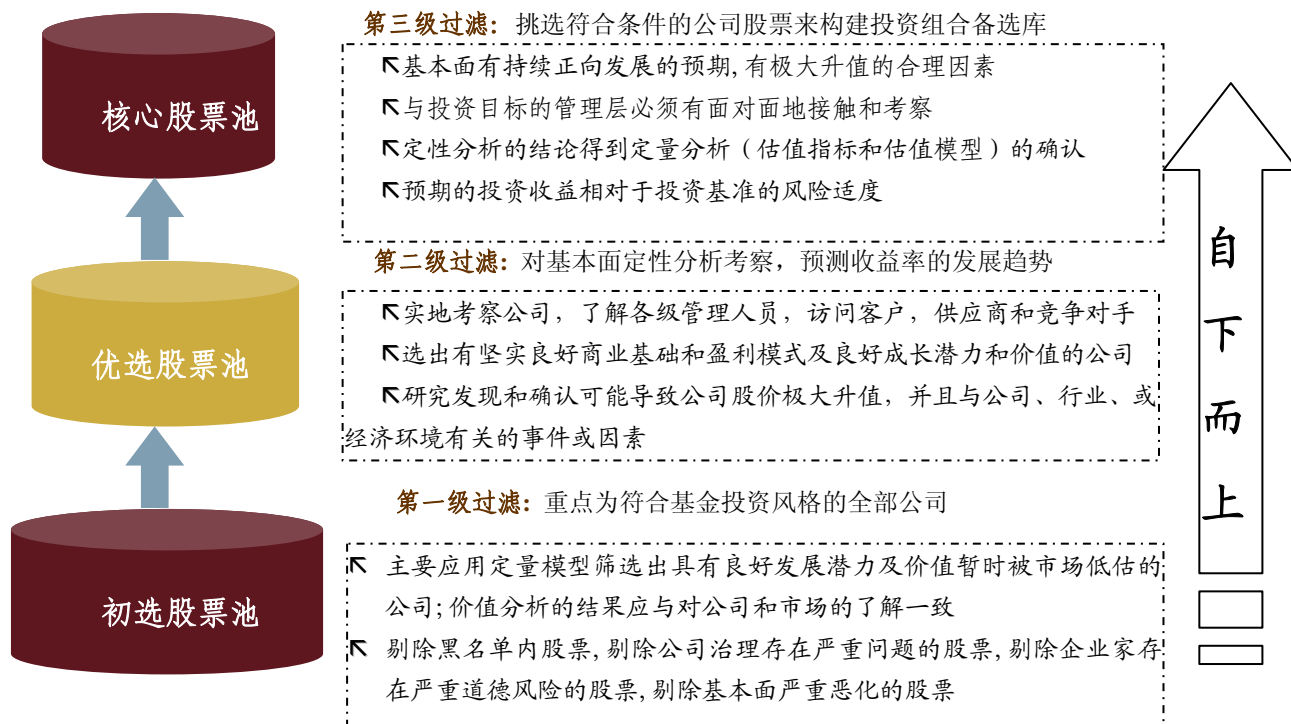 第三级过滤：挑选符合条件的公司股票来构建投资组合备选库
核心股票池
基本面有持续正向发展的预期,有极大升值的合理因素
与投资目标的管理层必须有面对面地接触和考察
定性分析的结论得到定量分析（估值指标和估值模型）的确认
预期的投资收益相对于投资基准的风险适度
第二级过滤：对基本面定性分析考察，预测收益率的发展趋势
优选股票池
实地考察公司，了解各级管理人员，访问客户，供应商和竞争对手
选出有坚实良好商业基础和盈利模式及良好成长潜力和价值的公司
研究发现和确认可能导致公司股价极大升值，并且与公司、行业、或
经济环境有关的事件或因素
第一级过滤：重点为符合基金投资风格的全部公司
初选股票池
主要应用定量模型筛选出具有良好发展潜力及价值暂时被市场低估的
公司;价值分析的结果应与对公司和市场的了解一致
剔除黑名单内股票,剔除公司治理存在严重问题的股票,剔除企业家存
在严重道德风险的股票,剔除基本面严重恶化的股票
自
下
而
上